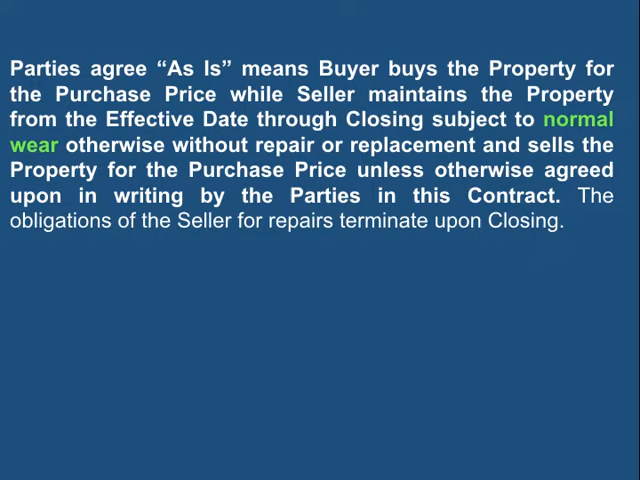 Parties agree “As Is” means Buyer buys the Property for
the Purchase Price while Seller maintains the Property
from the Effective Date through Closing subject to normal
wear otherwise without repair or replacement and sells the
Property for the Purchase Price unless otherwise agreed
upon in writing by the Parties in this Contract. The
obligations of the Seller for repairs terminate upon Closing.